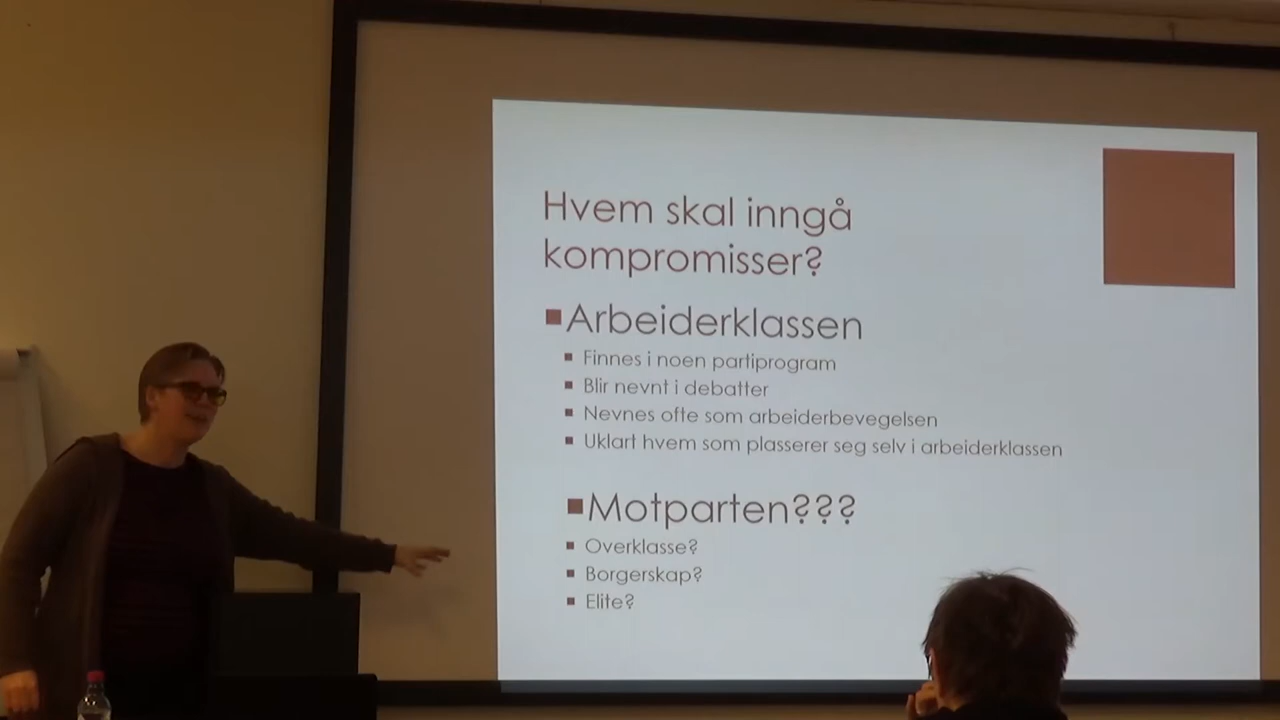 Hvem skal inngå
kompromisser?
Arbeiderklassen
Finnes i noen partiprogram
Blir nevnt i debatter
Nevnes ofte som arbeiderbevegelsen
Uklart hvem som plasserer seg selv i arbeiderklassen
Motparten???
Overklasse?
Borgerskap?
Elite?